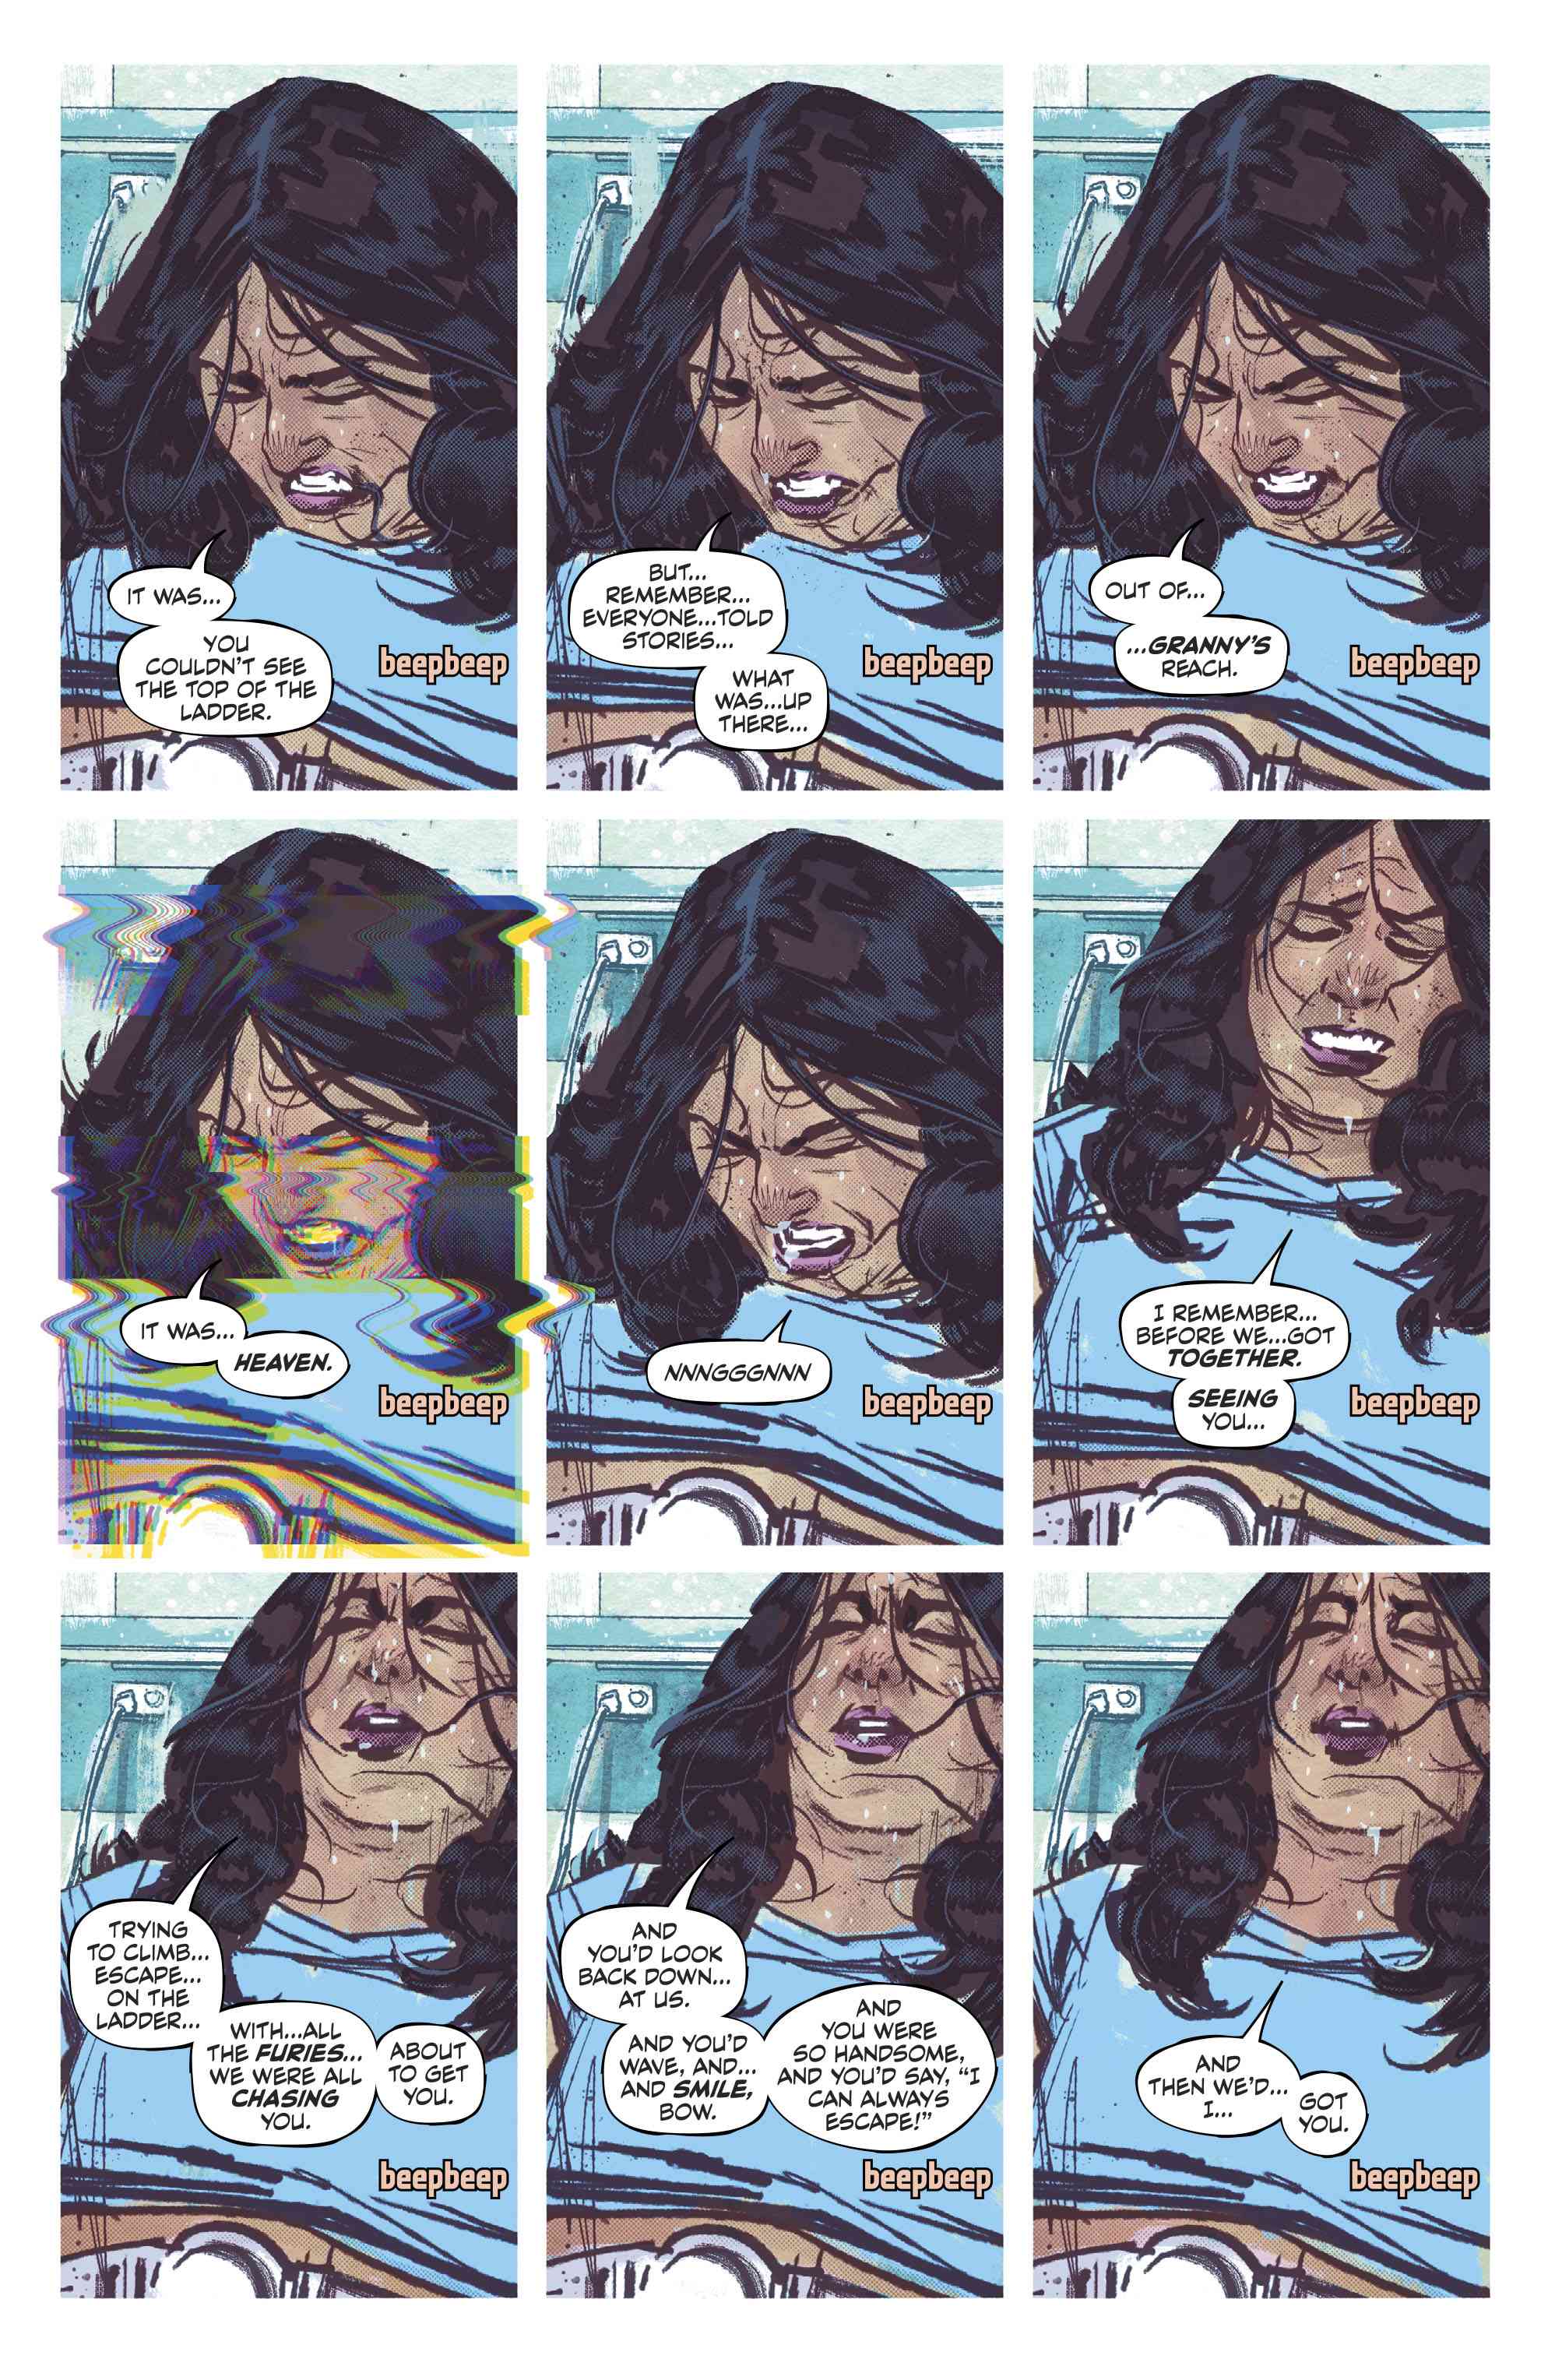 IT WAS...
YOU
COULDN'T SEE
THE TOP OF THE
LADDER.
beepbeep
BUT...
REMEMBER...
EVERYONE...TOLD
STORIES...
WHAT
WAS...UP
THERE...
beepbeep
OUT OF...
...GRANNY'S
REACH.
beepbeep
IT WAS...
HEAVEN.
beepbeep
NNNGGGNNN
beepbeep
I REMEMBER...
BEFORE WE...GOT
TOGETHER.
SEEING
YOU...
beepbeep
TRYING
TO CLIMB...
ESCAPE...
ON THE
LADDER...
WITH...ALL
THE FURIES...
WE WERE ALL
CHASING
YOU.
ABOUT
TO GET
YOU.
beepbeep
AND
YOU'D LOOK
BACK DOWN...
AT US.
AND YOU'D
WAVE, AND...
AND SMILE,
BOW.
AND
YOU WERE
SO HANDSOME,
AND YOU'D SAY, "I
CAN ALWAYS
ESCAPE!"
beepbeep
AND
THEN WE'D...
I...
GOT
YOU.
beepbeep